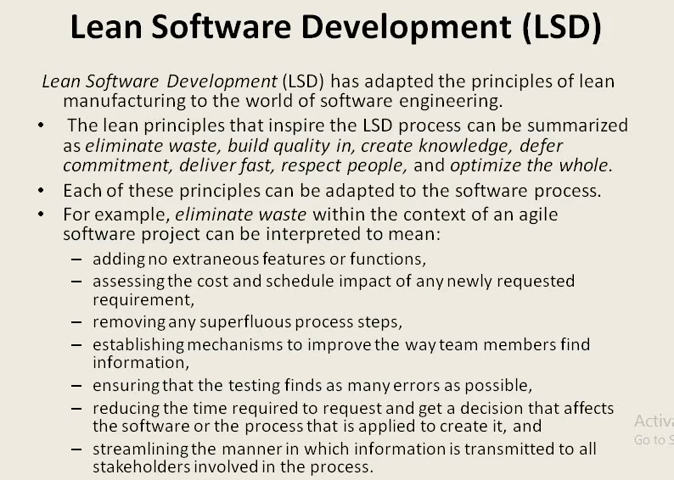 Lean Software Development (LSD)
Lean Software Development (LSD) has adapted the principles of lean
manufacturing to the world of software engineering.
• The lean principles that inspire the LSD process can be summarized
as eliminate waste, build quality in, create knowledge, defer
commitment, deliver fast, respect people, and optimize the whole.
• Each of these principles can be adapted to the software process.
• For example, eliminate waste within the context of an agile
software project can be interpreted to mean:
– adding no extraneous features or functions,
– assessing the cost and schedule impact of any newly requested
requirement,
– removing any superfluous process steps,
– establishing mechanisms to improve the way team members find
information,
– ensuring that the testing finds as many errors as possible,
– reducing the time required to request and get a decision that affects
the software or the process that is applied to create it, and
– streamlining the manner in which information is transmitted to all
stakeholders involved in the process.
Go to